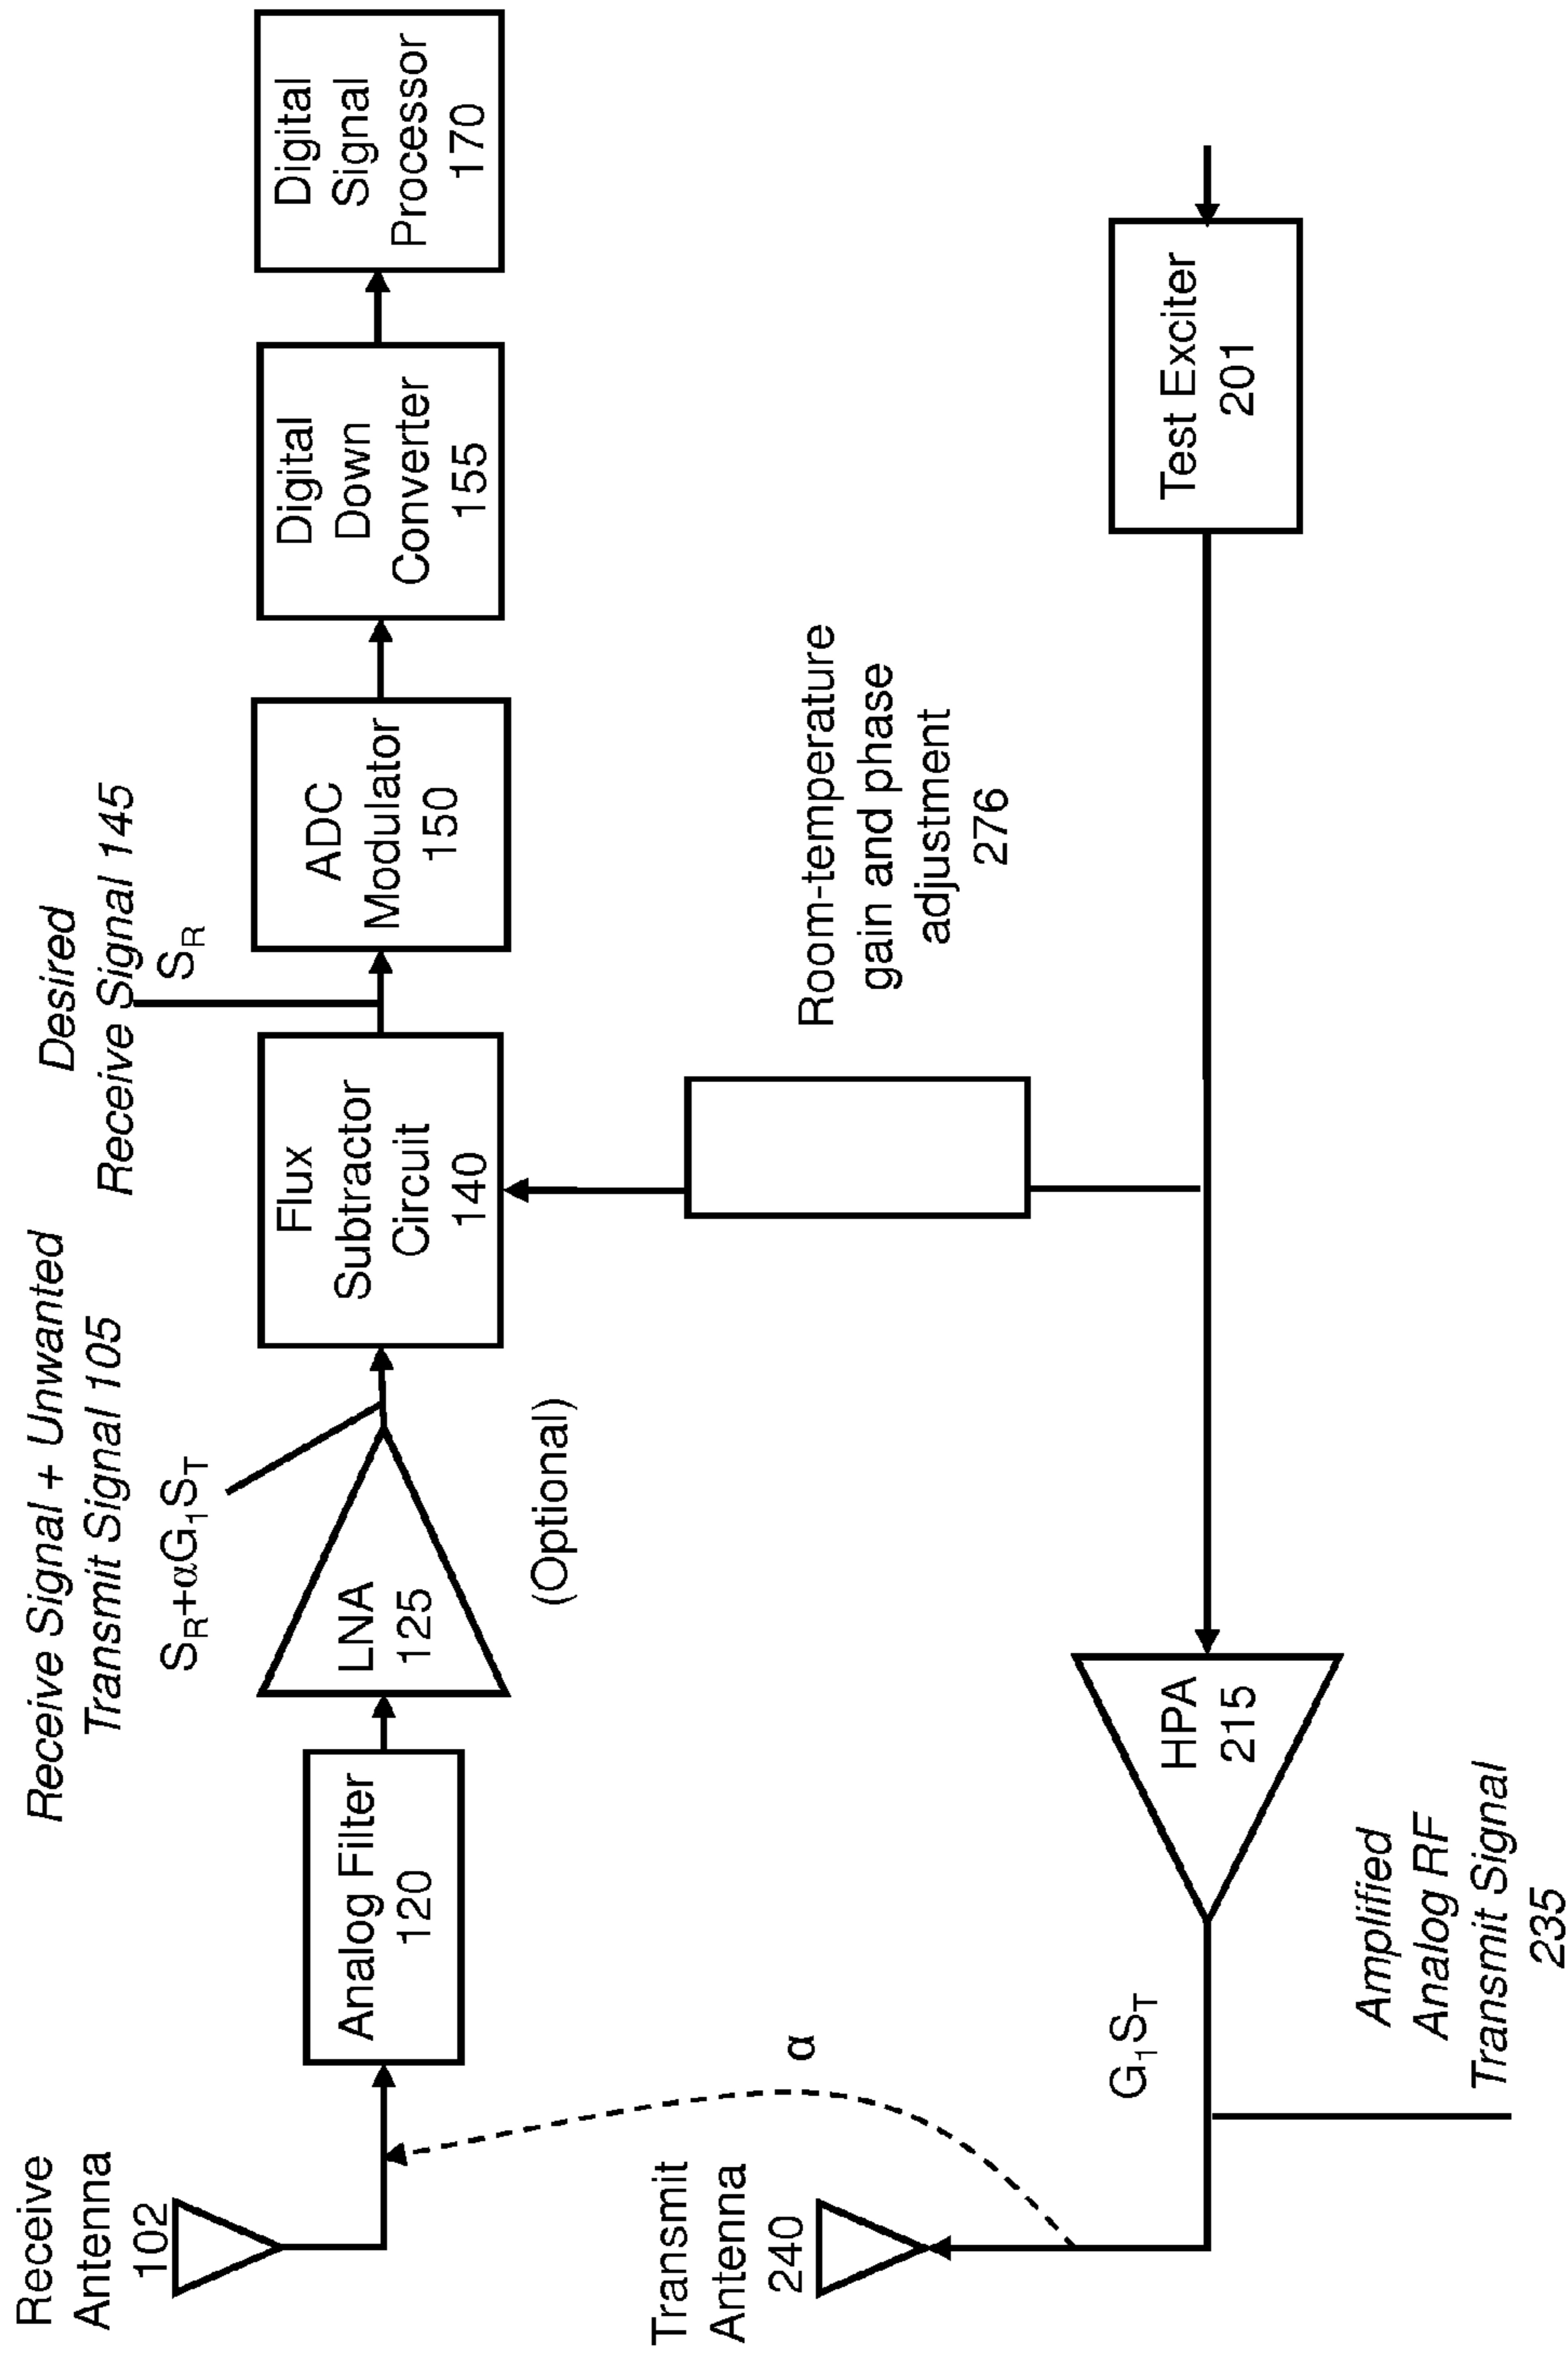 Receive Signal + Unwanted
Transmit Signal 105
Desired
Receive Signal 145
Receive
Antenna
102
SR+αG1ST
SR
Analog Filter
120
LNA
125
(Optional)
Flux
Subtractor
Circuit
140
ADC
Modulator
150
Digital
Down
Converter
155
Digital
Signal
Processor
170
Transmit
Antenna
240
α
Room-temperature
gain and phase
adjustment
276
G1ST
HPA
215
Test Exciter
201
Amplified
Analog RF
Transmit Signal
235